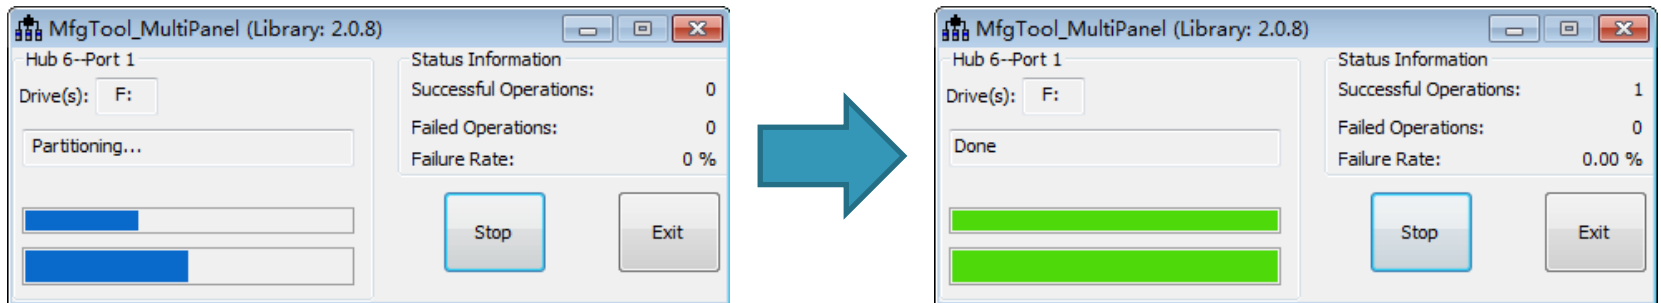 MfgTool_MultiPanel (Library: 2.0.8)
Hub 6--Port 1
Drive(s): F:
Partitioning...
Status Information
Successful Operations: 0
Failed Operations: 0
Failure Rate: 0 %
Stop
Exit
MfgTool_MultiPanel (Library: 2.0.8)
Hub 6--Port 1
Drive(s): F:
Done
Status Information
Successful Operations: 1
Failed Operations: 0
Failure Rate: 0.00 %
Stop
Exit